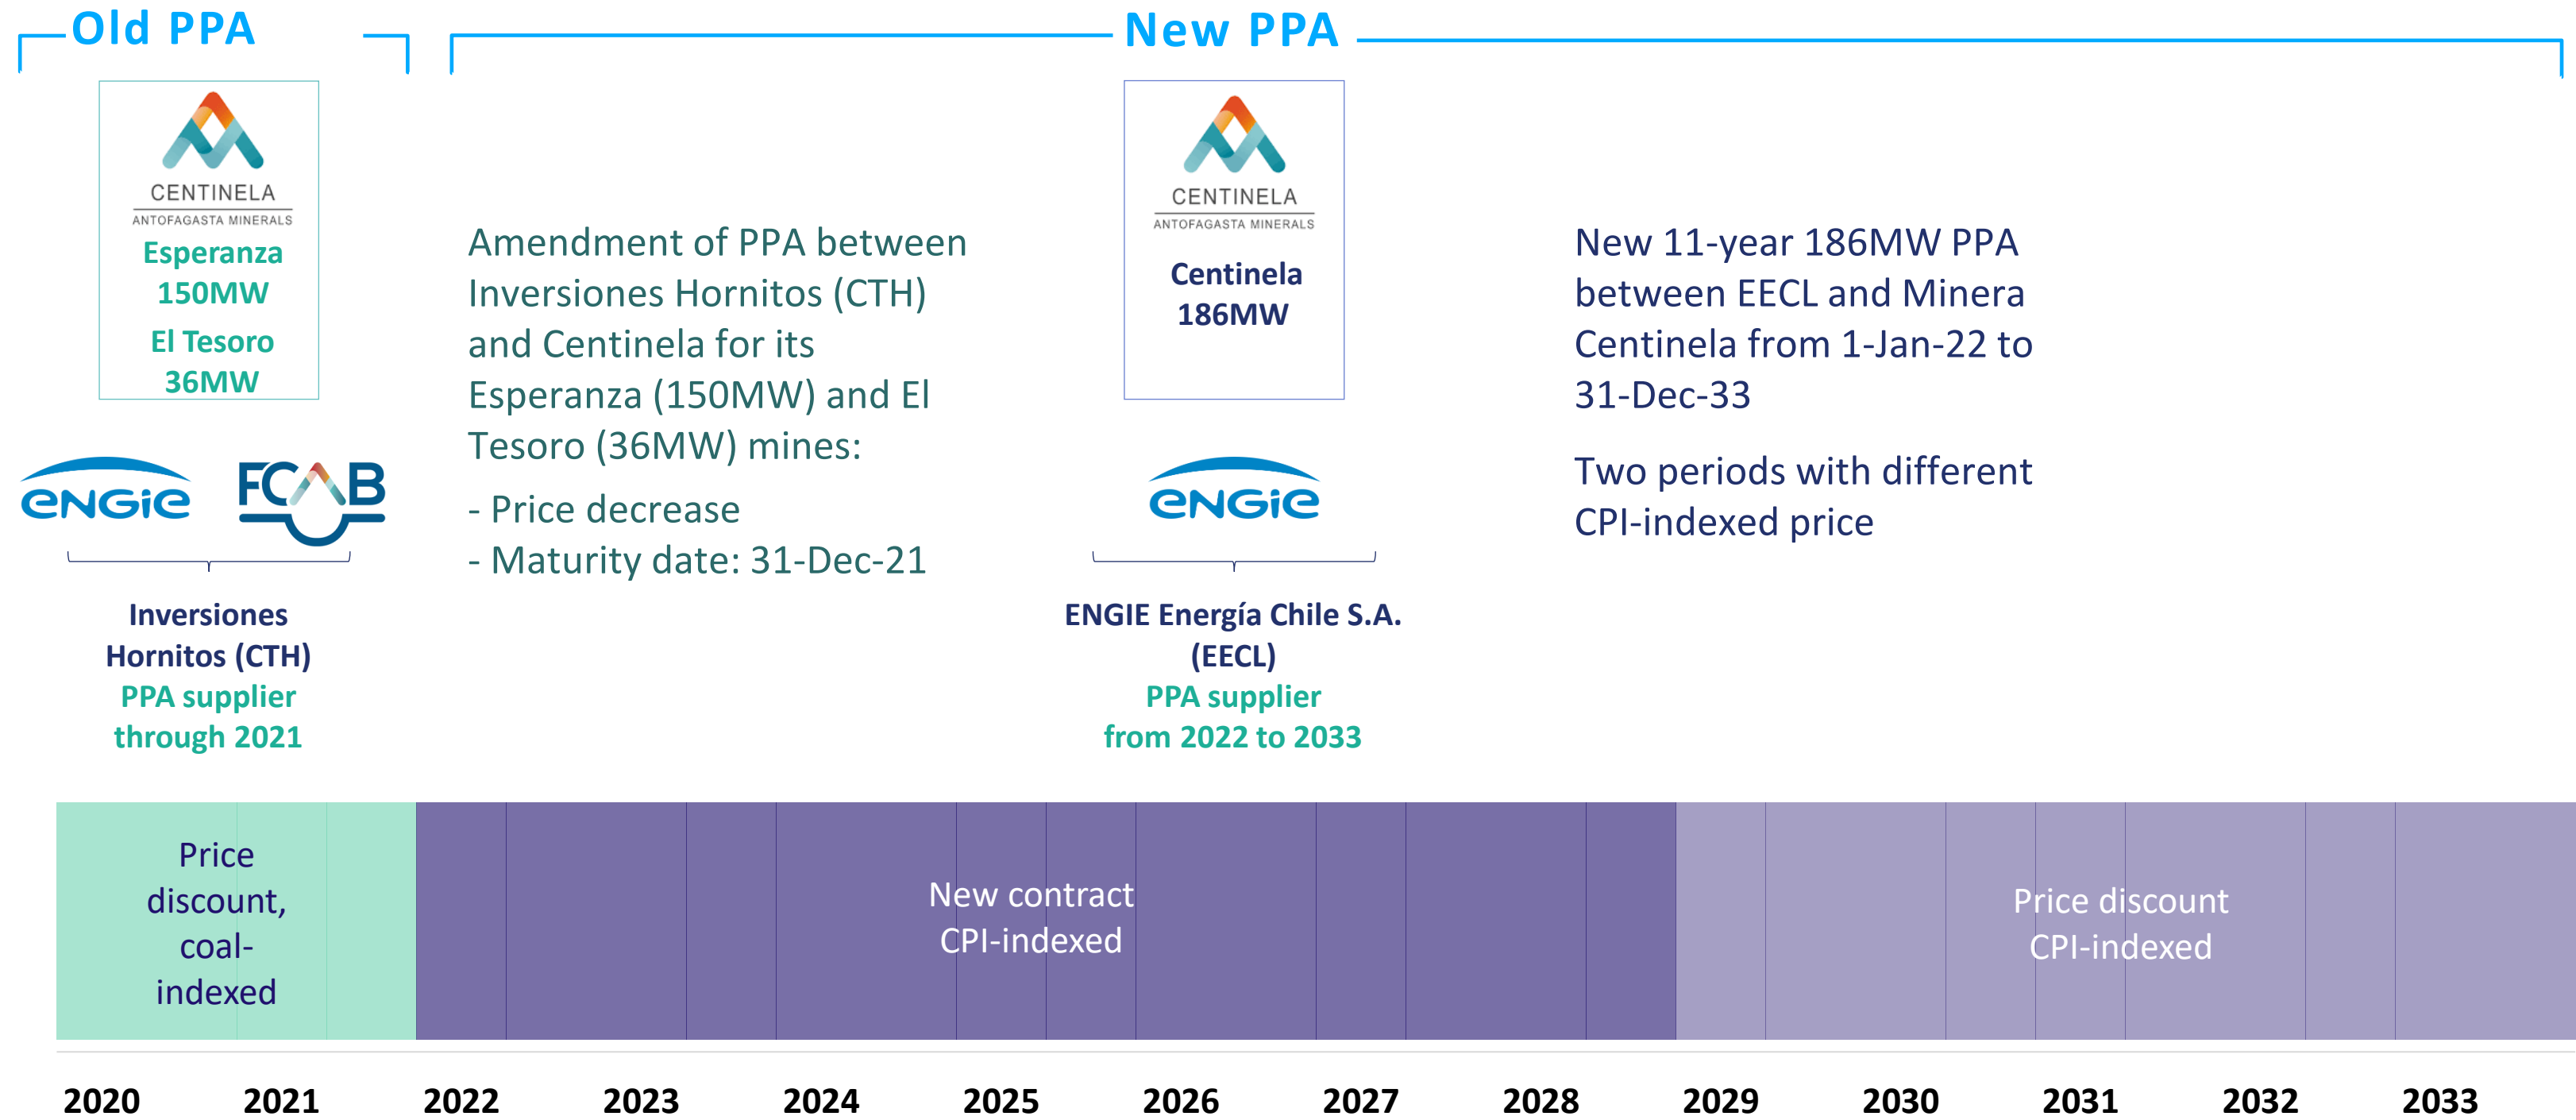 Old PPA
New PPA
CENTINELA
ANTOFAGASTA MINERALS
Esperanza
150MW
El Tesoro
36MW
ENGIE
FCAB
Inversiones
Hornitos (CTH)
PPA supplier
through 2021
Amendment of PPA between
Inversiones Hornitos (CTH)
and Centinela for its
Esperanza (150MW) and El
Tesoro (36MW) mines:
- Price decrease
- Maturity date: 31-Dec-21
CENTINELA
ANTOFAGASTA MINERALS
Centinela
186MW
ENGIE
ENGIE Energía Chile S.A.
(EECL)
PPA supplier
from 2022 to 2033
New 11-year 186MW PPA
between EECL and Minera
Centinela from 1-Jan-22 to
31-Dec-33
Two periods with different
CPI-indexed price
Price
discount,
coal-
indexed
New contract
CPI-indexed
Price discount
CPI-indexed
2020 2021 2022 2023 2024 2025 2026 2027 2028 2029 2030 2031 2032 2033